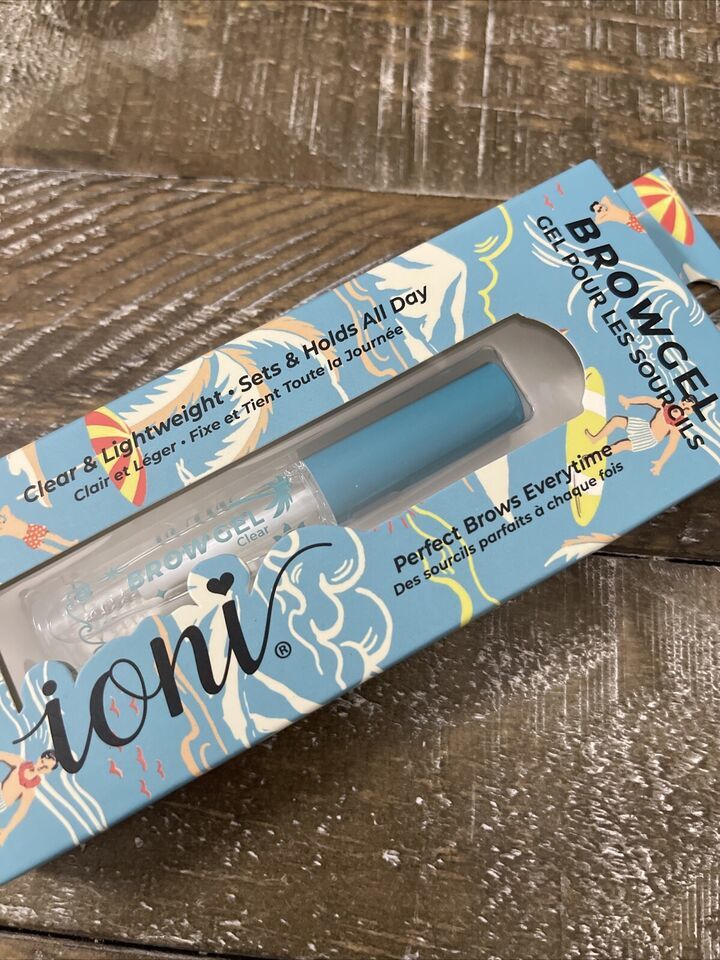 BROWGEL
GEL POUR LES SOURCILS
Clear & Lightweight • Sets & Holds All Day
Clair et Léger • Fixe et Tient Toute la Journée
BROWGEL
Clear
Perfect Brows Everytime
Des sourcils parfaits à chaque fois
ioni®